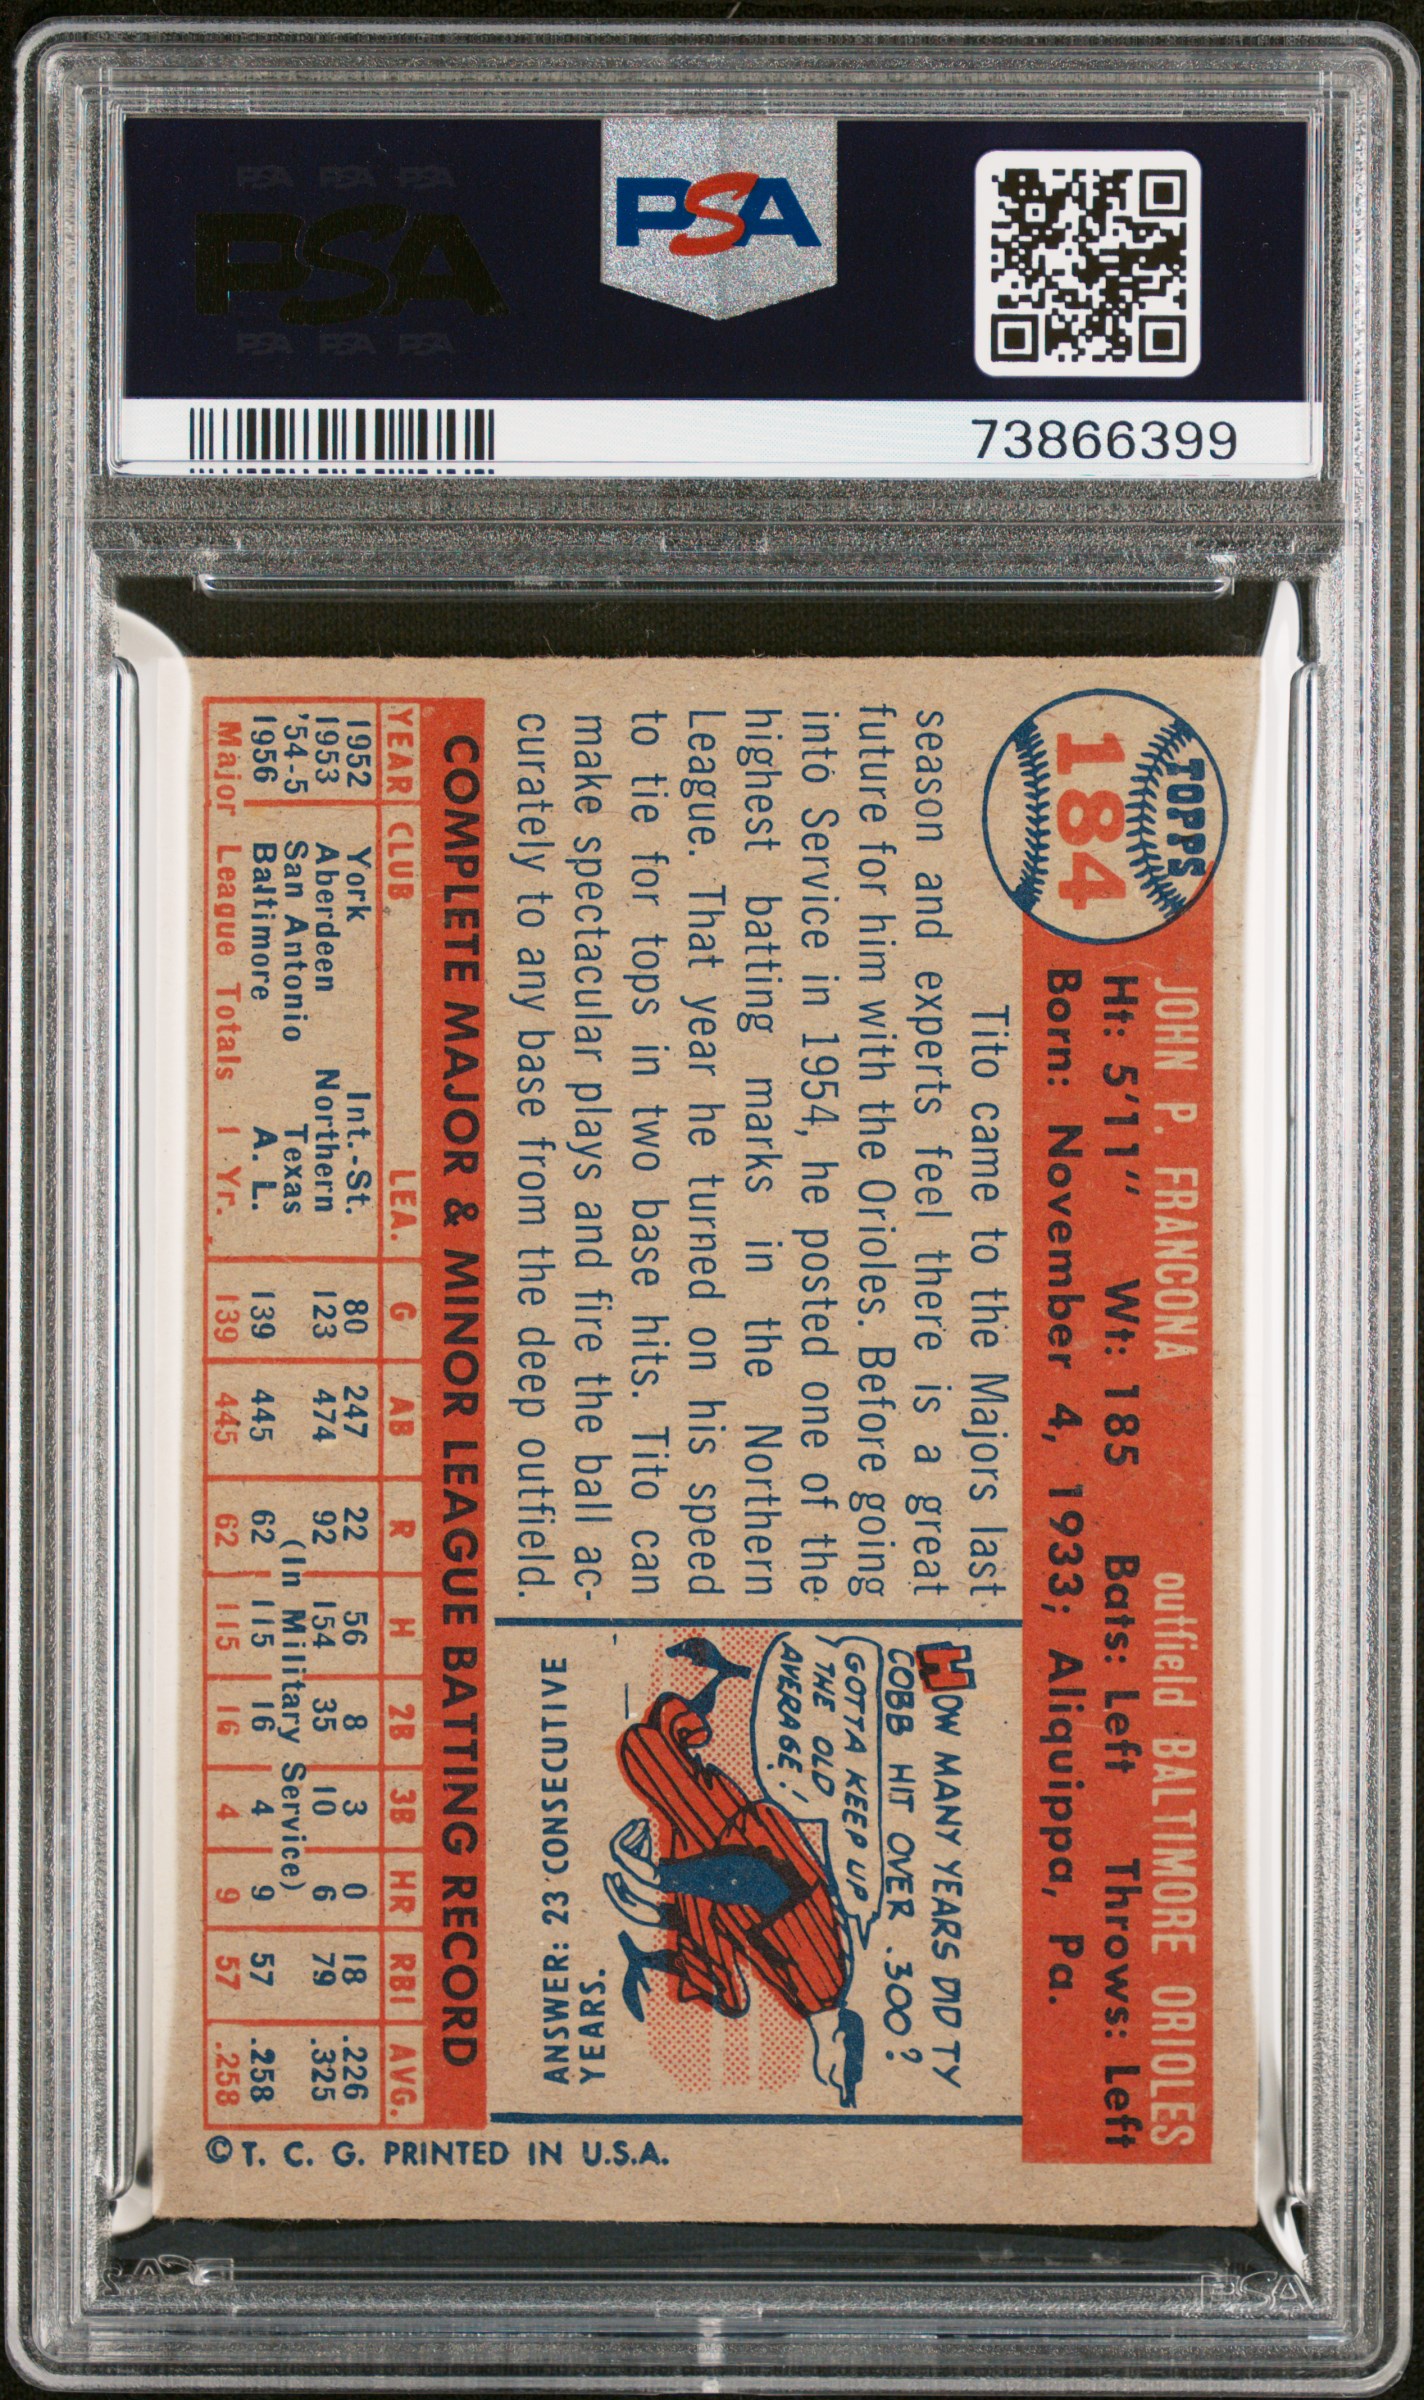 PSA PSA PSA
PSA
PSA PSA PSA
PSA
73866399
TOPPS
184
JOHN P. FRANCONA outfield BALTIMORE ORIOLES
Ht: 5'11" Wt: 185 Bats: Left Throws: Left
Born: November 4, 1933; Aliquippa, Pa.
Tito came to the Majors last
season and experts feel there is a great
future for him with the Orioles. Before going
into Service in 1954, he posted one of the
highest batting marks in the Northern
League. That year he turned on his speed
to tie for tops in two base hits. Tito can
make spectacular plays and fire the ball ac-
curately to any base from the deep outfield.
HOW MANY YEARS DID TY
COBB HIT OVER .300?
GOTTA KEEP UP
THE OLD
AVERAGE!
ANSWER: 23 CONSECUTIVE
YEARS.
COMPLETE MAJOR & MINOR LEAGUE BATTING RECORD
YEAR CLUB LEA. G AB R H 2B 3B HR RBI AVG.
1952 York Int.-St. 80 247 22 56 8 3 0 18 .226
1953 Aberdeen Northern 123 474 92 154 35 10 6 79 .325
'54-5 San Antonio Texas (In Military Service)
1956 Baltimore A. L. 139 445 62 115 16 4 9 57 .258
Major League Totals 1 Yr. 139 445 62 115 16 4 9 57 .258
© T. C. G. PRINTED IN U.S.A.
PSA
PSA